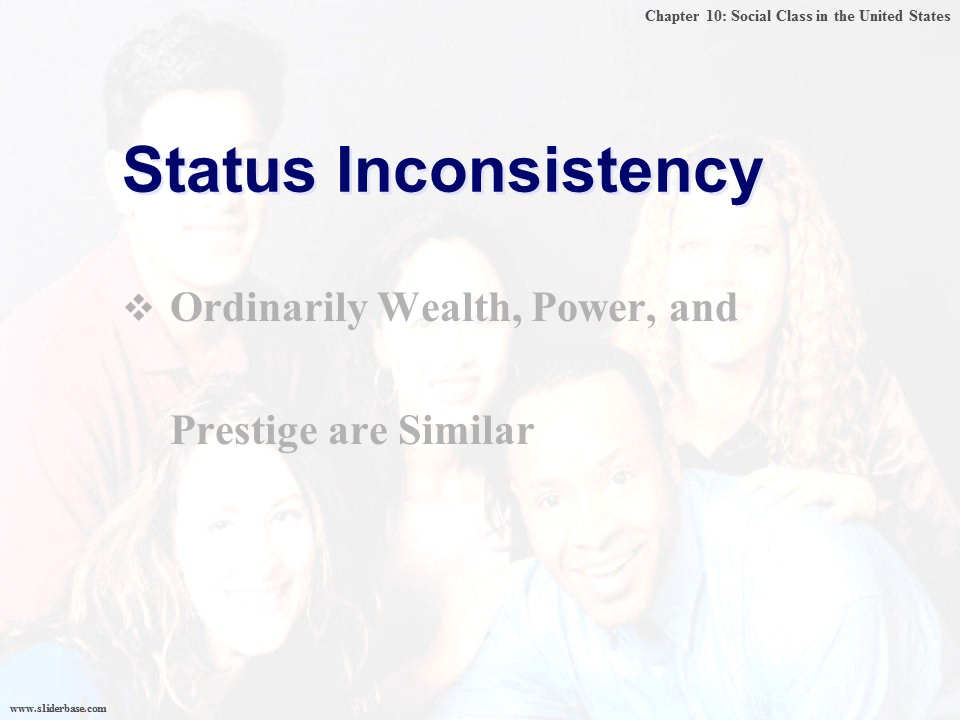 Chapter 10: Social Class in the United States
Status Inconsistency
❖ Ordinarily Wealth, Power, and
Prestige are Similar
www.sliderbase.com